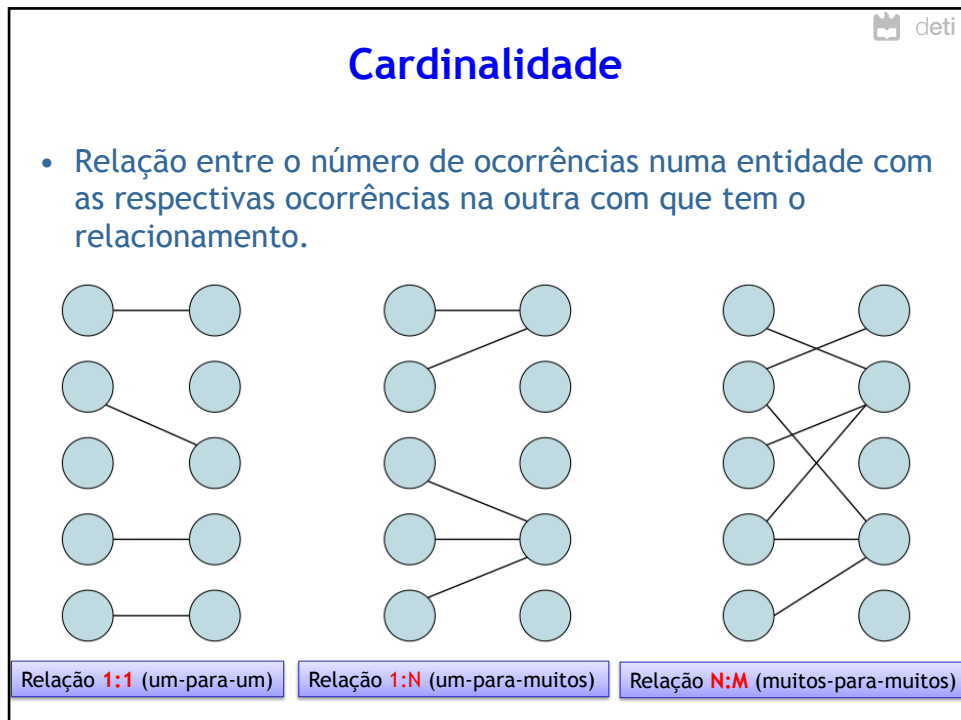 deti
Cardinalidade
• Relação entre o número de ocorrências numa entidade com
as respectivas ocorrências na outra com que tem o
relacionamento.
Relação 1:1 (um-para-um)
Relação 1:N (um-para-muitos)
Relação N:M (muitos-para-muitos)